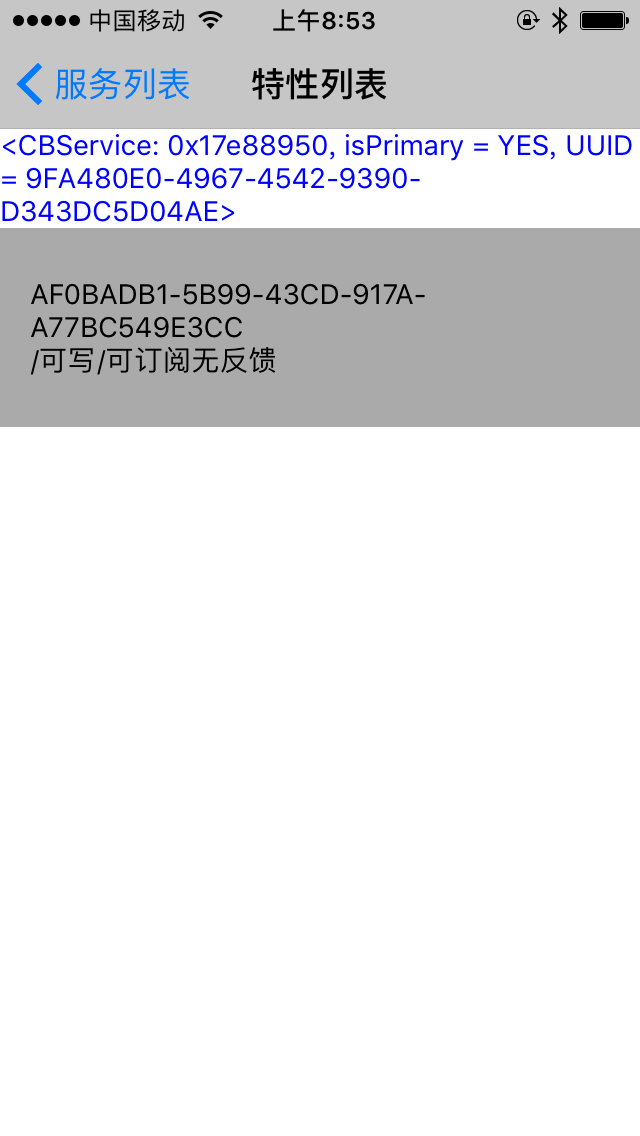 中国移动 上午8:53
服务列表 特性列表
<CBService: 0x17e88950, isPrimary = YES, UUID
= 9FA480E0-4967-4542-9390-
D343DC5D04AE>
AF0BADB1-5B99-43CD-917A-
A77BC549E3CC
/可写/可订阅无反馈